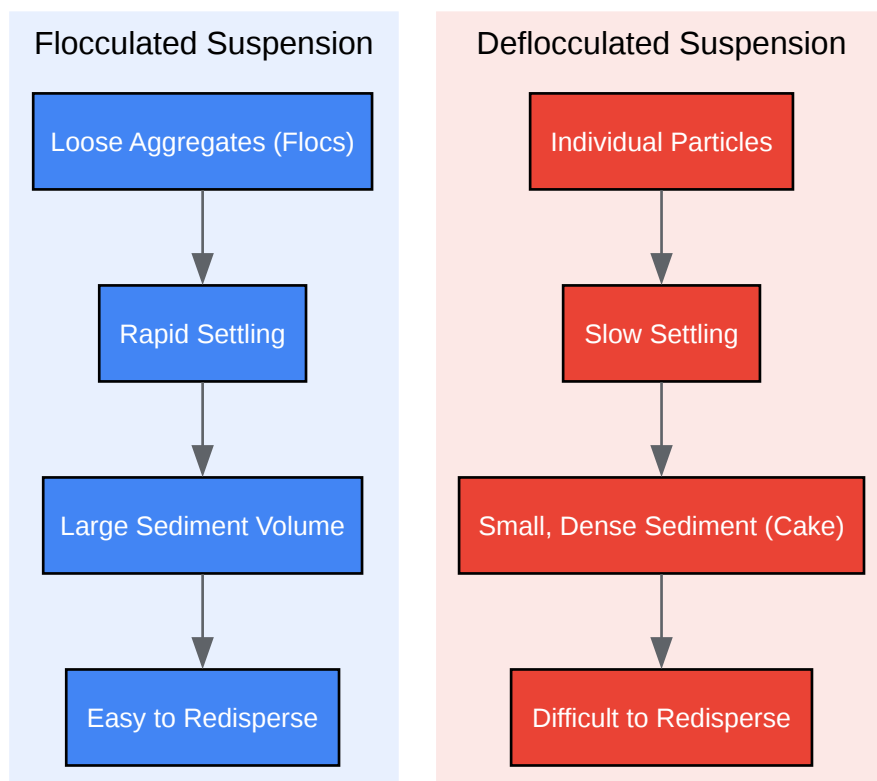 Flocculated Suspension
Loose Aggregates (Flocs)
Rapid Settling
Large Sediment Volume
Easy to Redisperse
Deflocculated Suspension
Individual Particles
Slow Settling
Small, Dense Sediment (Cake)
Difficult to Redisperse